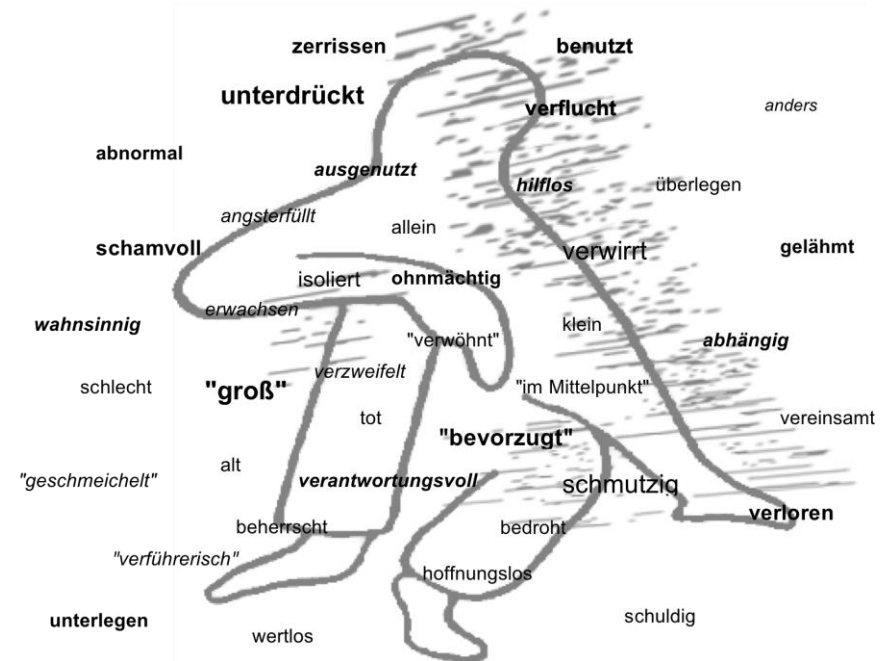 zerrissen
benutzt
unterdrückt
verflucht
anders
abnormal
ausgenutzt
hilflos
überlegen
angsterfüllt
allein
schamvoll
verwirrt
gelähmt
isoliert
ohnmächtig
erwachsen
wahnsinnig
klein
"verwöhnt"
abhängig
verzweifelt
schlecht
"groß"
"im Mittelpunkt"
tot
vereinsamt
"bevorzugt"
alt
"geschmeichelt"
verantwortungsvoll
schmutzig
verloren
beherrscht
bedroht
"verführerisch"
hoffnungslos
unterlegen
schuldig
wertlos